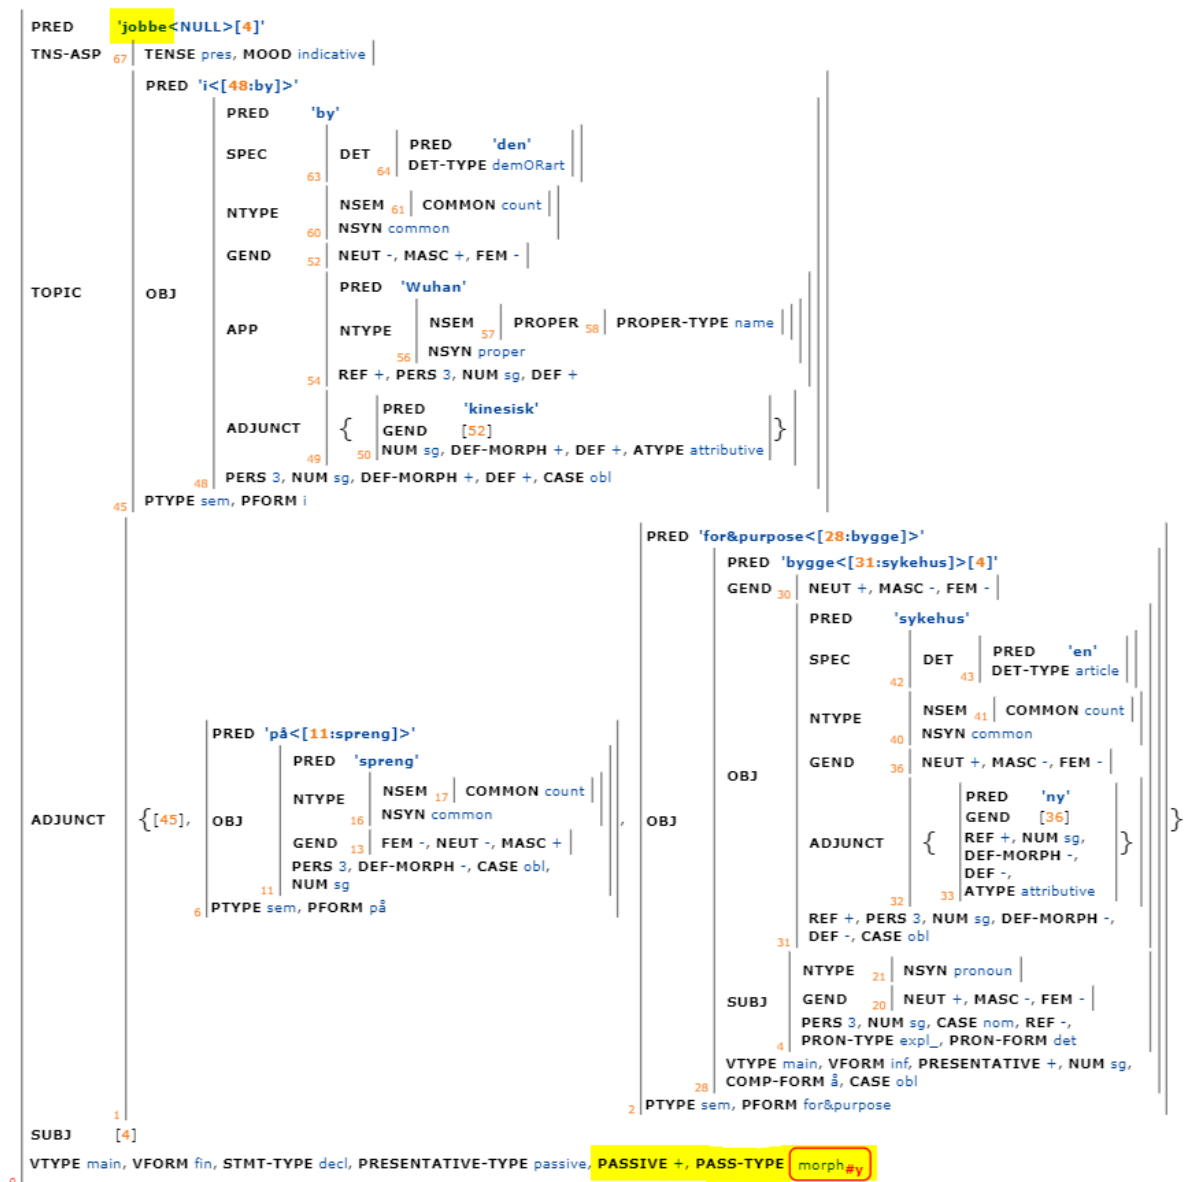 PRED 'jobbe<NULL>[4]'
TNS-ASP 67 TENSE pres, MOOD indicative
PRED 'i<[48:by]>'
PRED 'by'
SPEC 63 DET 64 PRED 'den'
DET-TYPE demORart
NTYPE 60 NSEM 61 COMMON count
NSYN common
GEND 52 NEUT -, MASC +, FEM -
TOPIC OBJ
PRED 'Wuhan'
APP NTYPE 56 NSEM 57 PROPER 58 PROPER-TYPE name
NSYN proper
54 REF +, PERS 3, NUM sg, DEF +
ADJUNCT 49 { 50 PRED 'kinesisk'
GEND [52]
NUM sg, DEF-MORPH +, DEF +, ATYPE attributive }
48 PERS 3, NUM sg, DEF-MORPH +, DEF +, CASE obl
45 PTYPE sem, PFORM i
ADJUNCT 1 {[45],
PRED 'på<[11:spreng]>'
PRED 'spreng'
OBJ NTYPE 16 NSEM 17 COMMON count
NSYN common
GEND 13 FEM -, NEUT -, MASC +
PERS 3, DEF-MORPH -, CASE obl,
11 NUM sg
6 PTYPE sem, PFORM på ,
PRED 'for&purpose<[28:bygge]>'
PRED 'bygge<[31:sykehus]>[4]'
GEND 30 NEUT +, MASC -, FEM -
PRED 'sykehus'
SPEC 42 DET 43 PRED 'en'
DET-TYPE article
NTYPE 40 NSEM 41 COMMON count
NSYN common
OBJ OBJ GEND 36 NEUT +, MASC -, FEM -
ADJUNCT 32 { 33 PRED 'ny'
GEND [36]
REF +, NUM sg,
DEF-MORPH -,
DEF -,
ATYPE attributive }
REF +, PERS 3, NUM sg, DEF-MORPH -,
31 DEF -, CASE obl
SUBJ NTYPE 21 NSYN pronoun
GEND 20 NEUT +, MASC -, FEM -
PERS 3, NUM sg, CASE nom, REF -,
4 PRON-TYPE expl_, PRON-FORM det
VTYPE main, VFORM inf, PRESENTATIVE +, NUM sg,
28 COMP-FORM å, CASE obl
2 PTYPE sem, PFORM for&purpose }
SUBJ [4]
VTYPE main, VFORM fin, STMT-TYPE decl, PRESENTATIVE-TYPE passive, PASSIVE +, PASS-TYPE morph#y